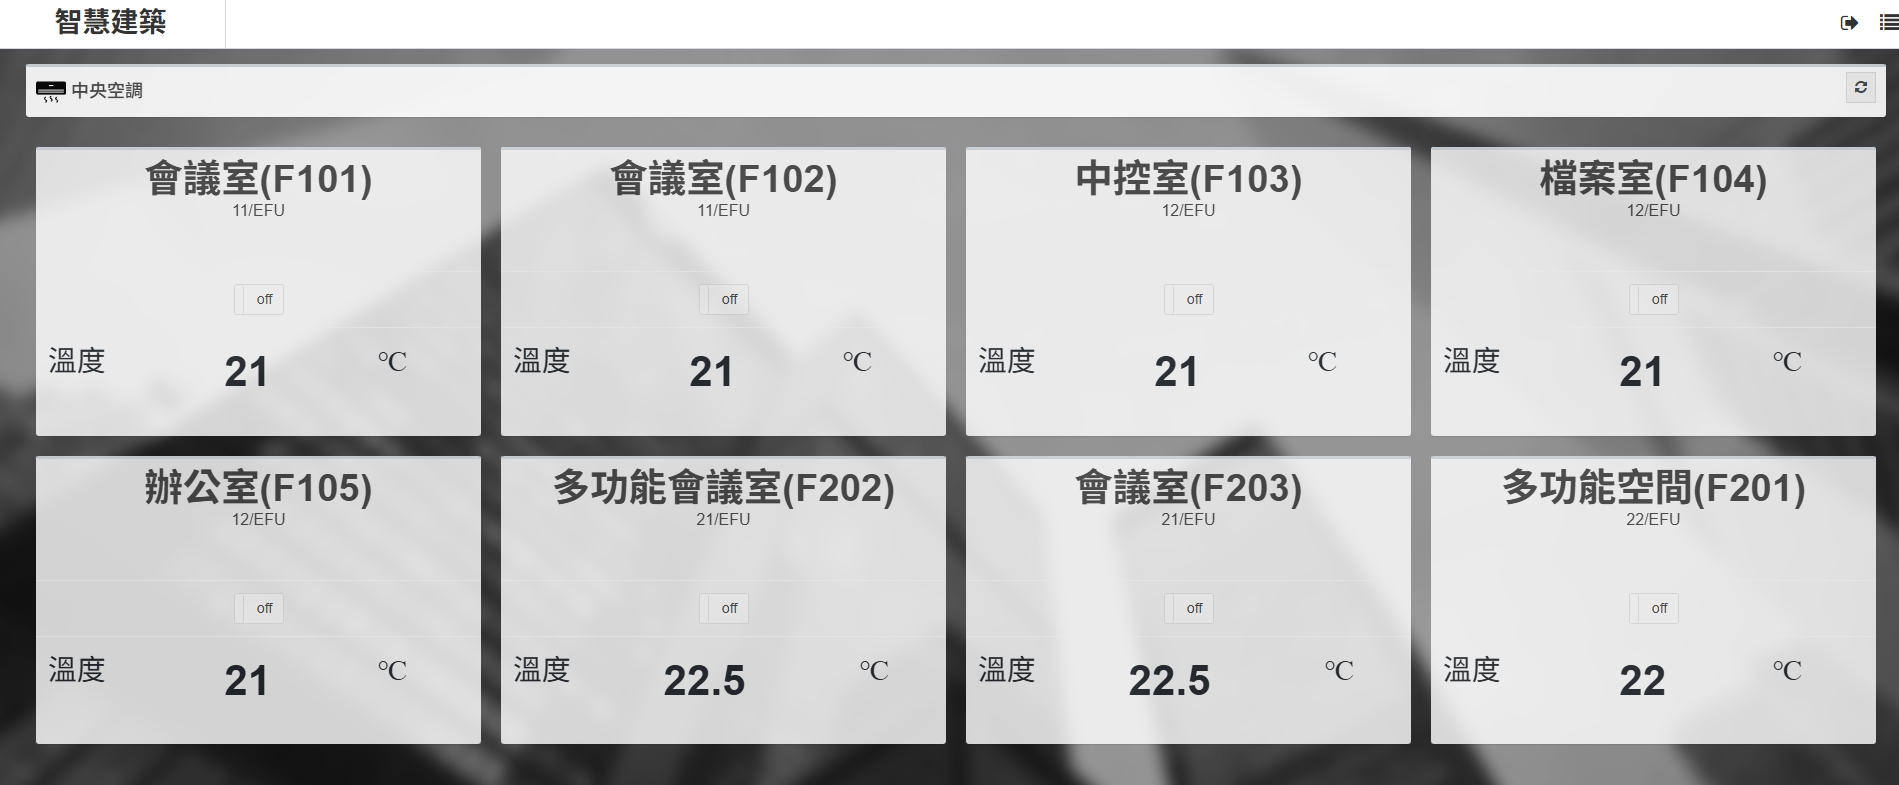 智慧建築
中央空調
會議室(F101)
11/EFU
off
溫度 21 °C
會議室(F102)
11/EFU
off
溫度 21 °C
中控室(F103)
12/EFU
off
溫度 21 °C
檔案室(F104)
12/EFU
off
溫度 21 °C
辦公室(F105)
12/EFU
off
溫度 21 °C
多功能會議室(F202)
21/EFU
off
溫度 22.5 °C
會議室(F203)
21/EFU
off
溫度 22.5 °C
多功能空間(F201)
22/EFU
off
溫度 22 °C